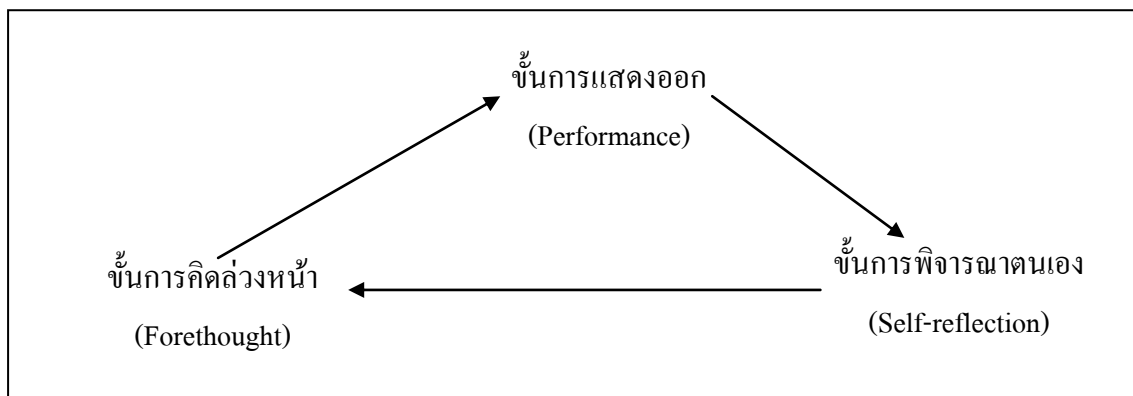 ขั้นการแสดงออก
(Performance)
ขั้นการคิดล่วงหน้า
(Forethought)
ขั้นการพิจารณาตนเอง
(Self-reflection)